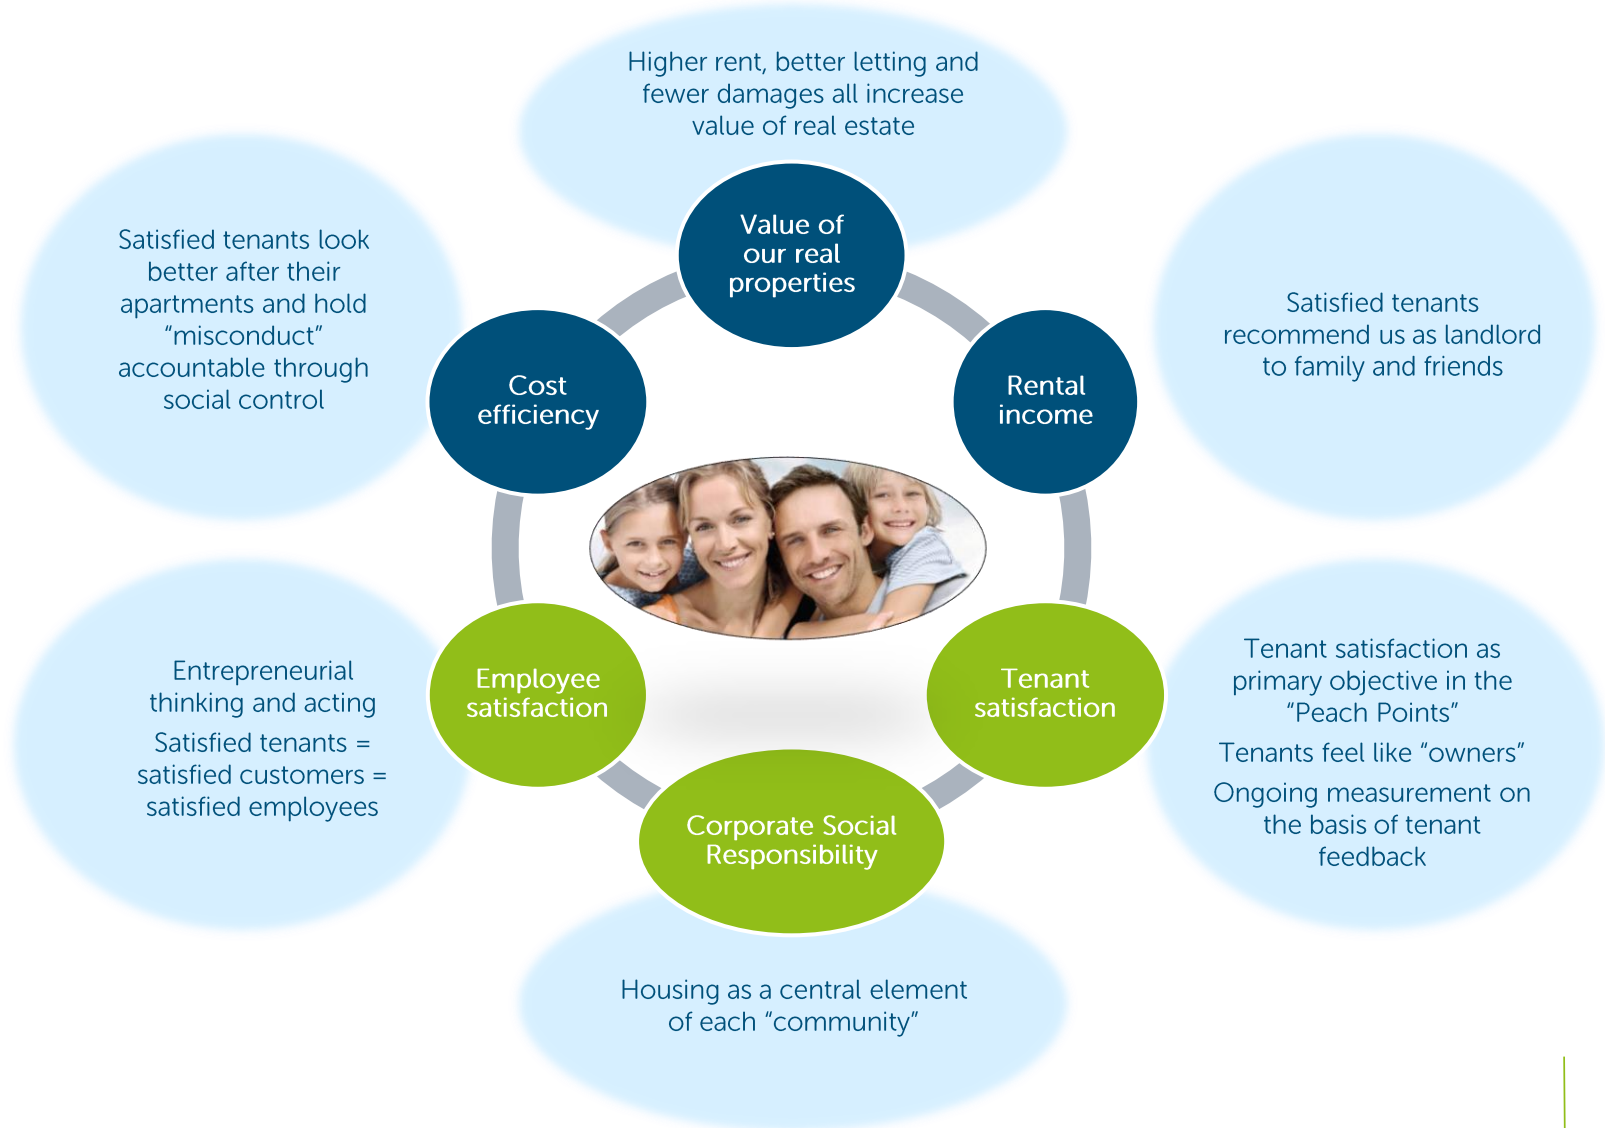 Higher rent, better letting and
fewer damages all increase
value of real estate
Value of
our real
properties
Satisfied tenants look
better after their
apartments and hold
“misconduct”
accountable through
social control
Cost
efficiency
Rental
income
Satisfied tenants
recommend us as landlord
to family and friends
Entrepreneurial
thinking and acting
Satisfied tenants =
satisfied customers =
satisfied employees
Employee
satisfaction
Tenant
satisfaction
Tenant satisfaction as
primary objective in the
“Peach Points”
Tenants feel like “owners”
Ongoing measurement on
the basis of tenant
feedback
Corporate Social
Responsibility
Housing as a central element
of each “community”